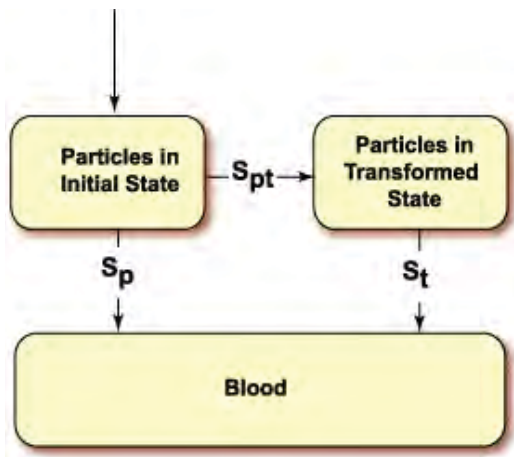 Particles in
Initial State
Spt
Particles in
Transformed
State
Sp
St
Blood